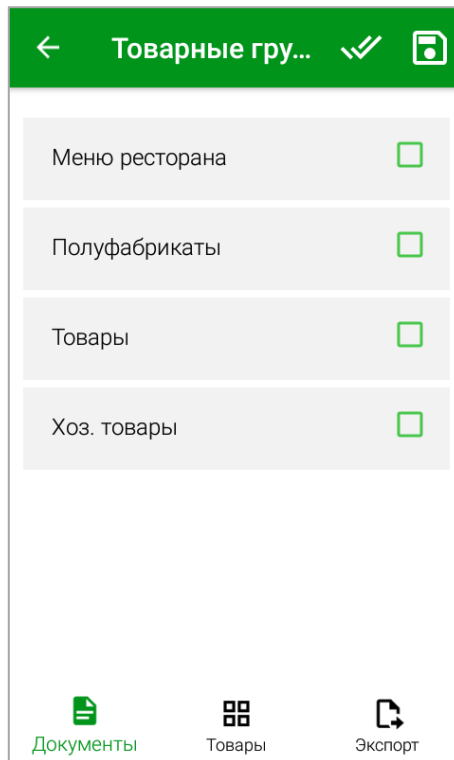 Товарные гру...
Меню ресторана
Полуфабрикаты
Товары
Хоз. товары
Документы
Товары
Экспорт